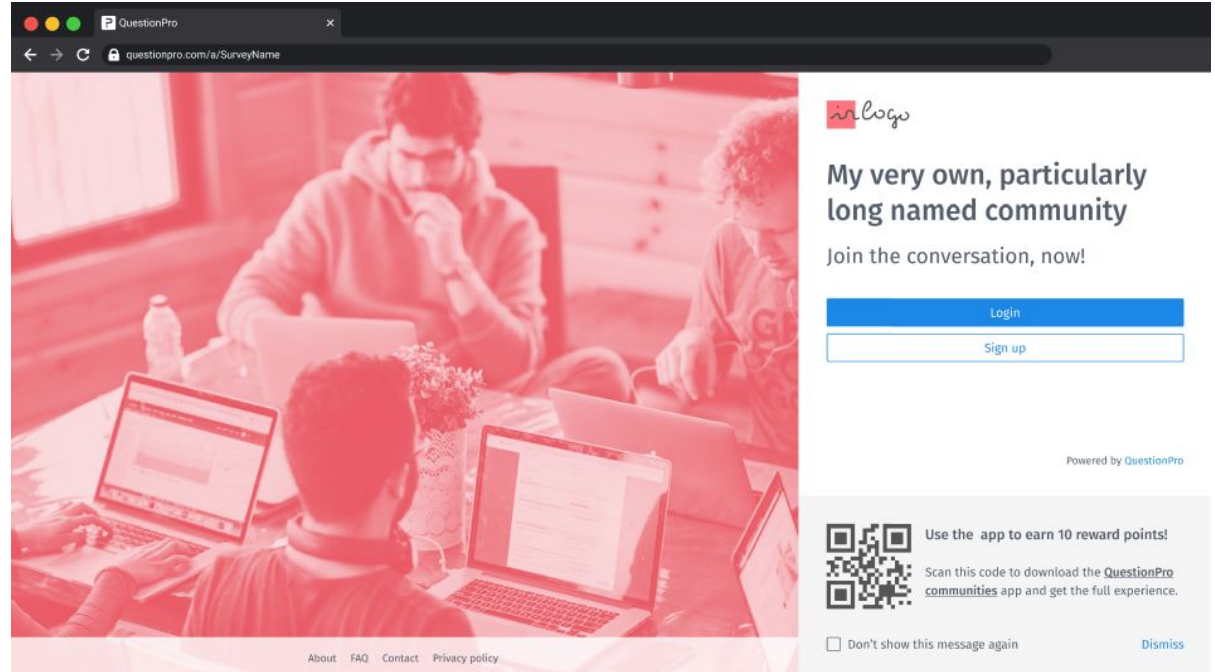 QuestionPro
questionpro.com/a/SurveyName
inlogo
My very own, particularly
long named community
Join the conversation, now!
Login
Sign up
Powered by QuestionPro
Use the app to earn 10 reward points!
Scan this code to download the QuestionPro
communities app and get the full experience.
Don't show this message again
Dismiss
About FAQ Contact Privacy policy